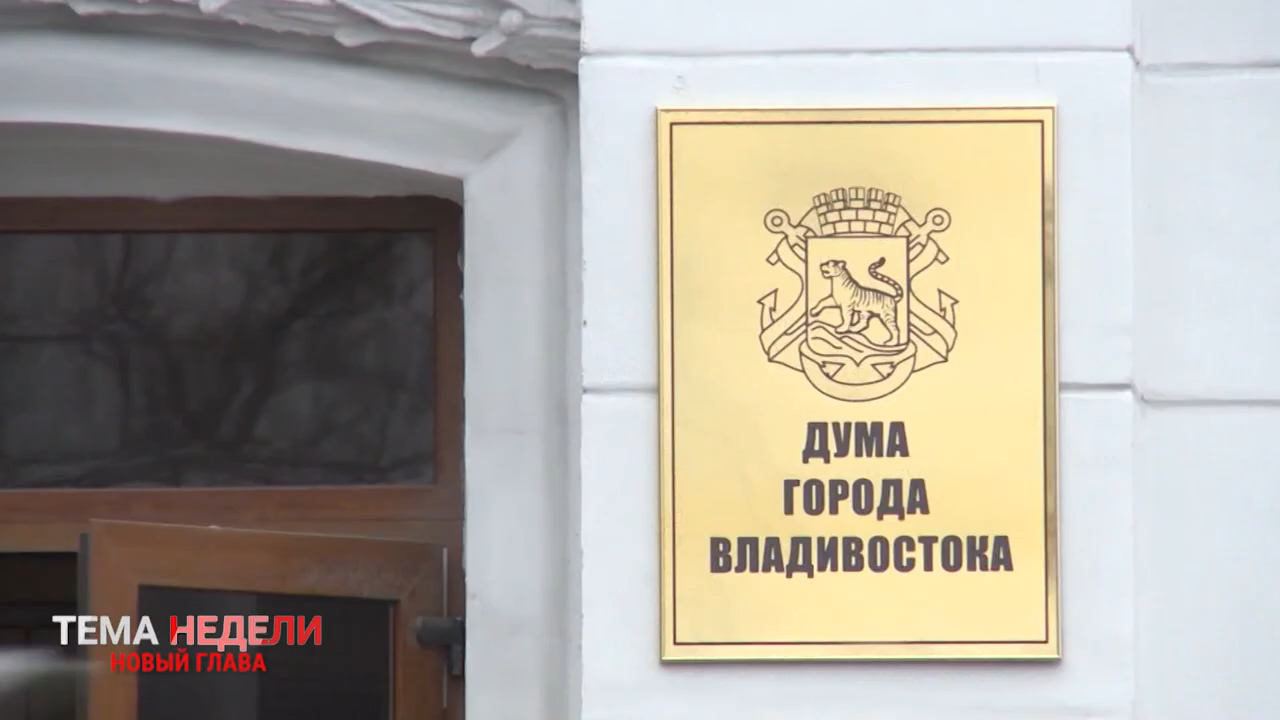 ДУМА
ГОРОДА
ВЛАДИВОСТОКА
ТЕМА НЕДЕЛИ
НОВЫЙ ГЛАВА